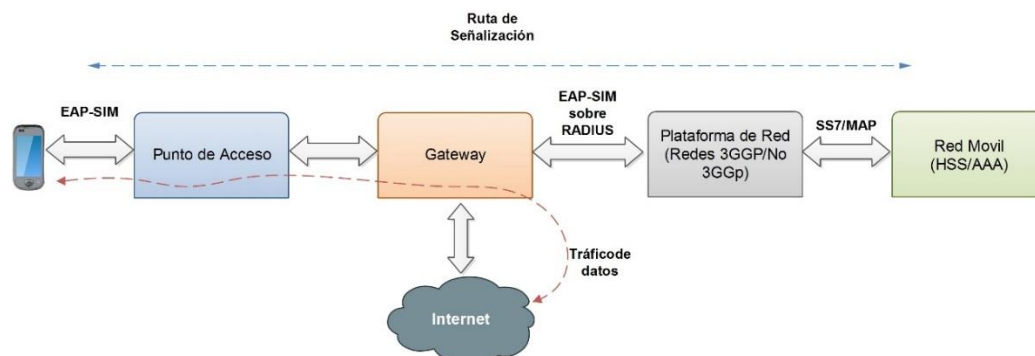 Ruta de
Señalización
EAP-SIM
Punto de Acceso
Gateway
EAP-SIM
sobre
RADIUS
Plataforma de Red
(Redes 3GGP/No
3GGp)
SS7/MAP
Red Movil
(HSS/AAA)
Tráficode
datos
Internet